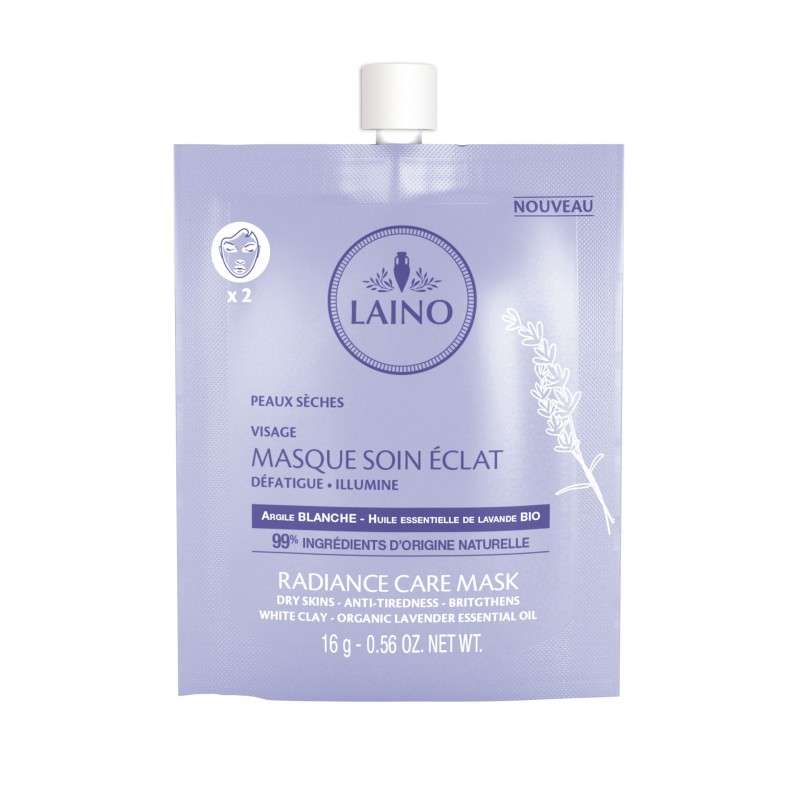 NOUVEAU
x 2
LAINO
PEAUX SÈCHES
VISAGE
MASQUE SOIN ÉCLAT
DÉFATIGUE • ILLUMINE
ARGILE BLANCHE - HUILE ESSENTIELLE DE LAVANDE BIO
99% INGRÉDIENTS D'ORIGINE NATURELLE
RADIANCE CARE MASK
DRY SKINS - ANTI-TIREDNESS - BRITGTHENS
WHITE CLAY - ORGANIC LAVENDER ESSENTIAL OIL
16 g - 0.56 OZ. NET WT.